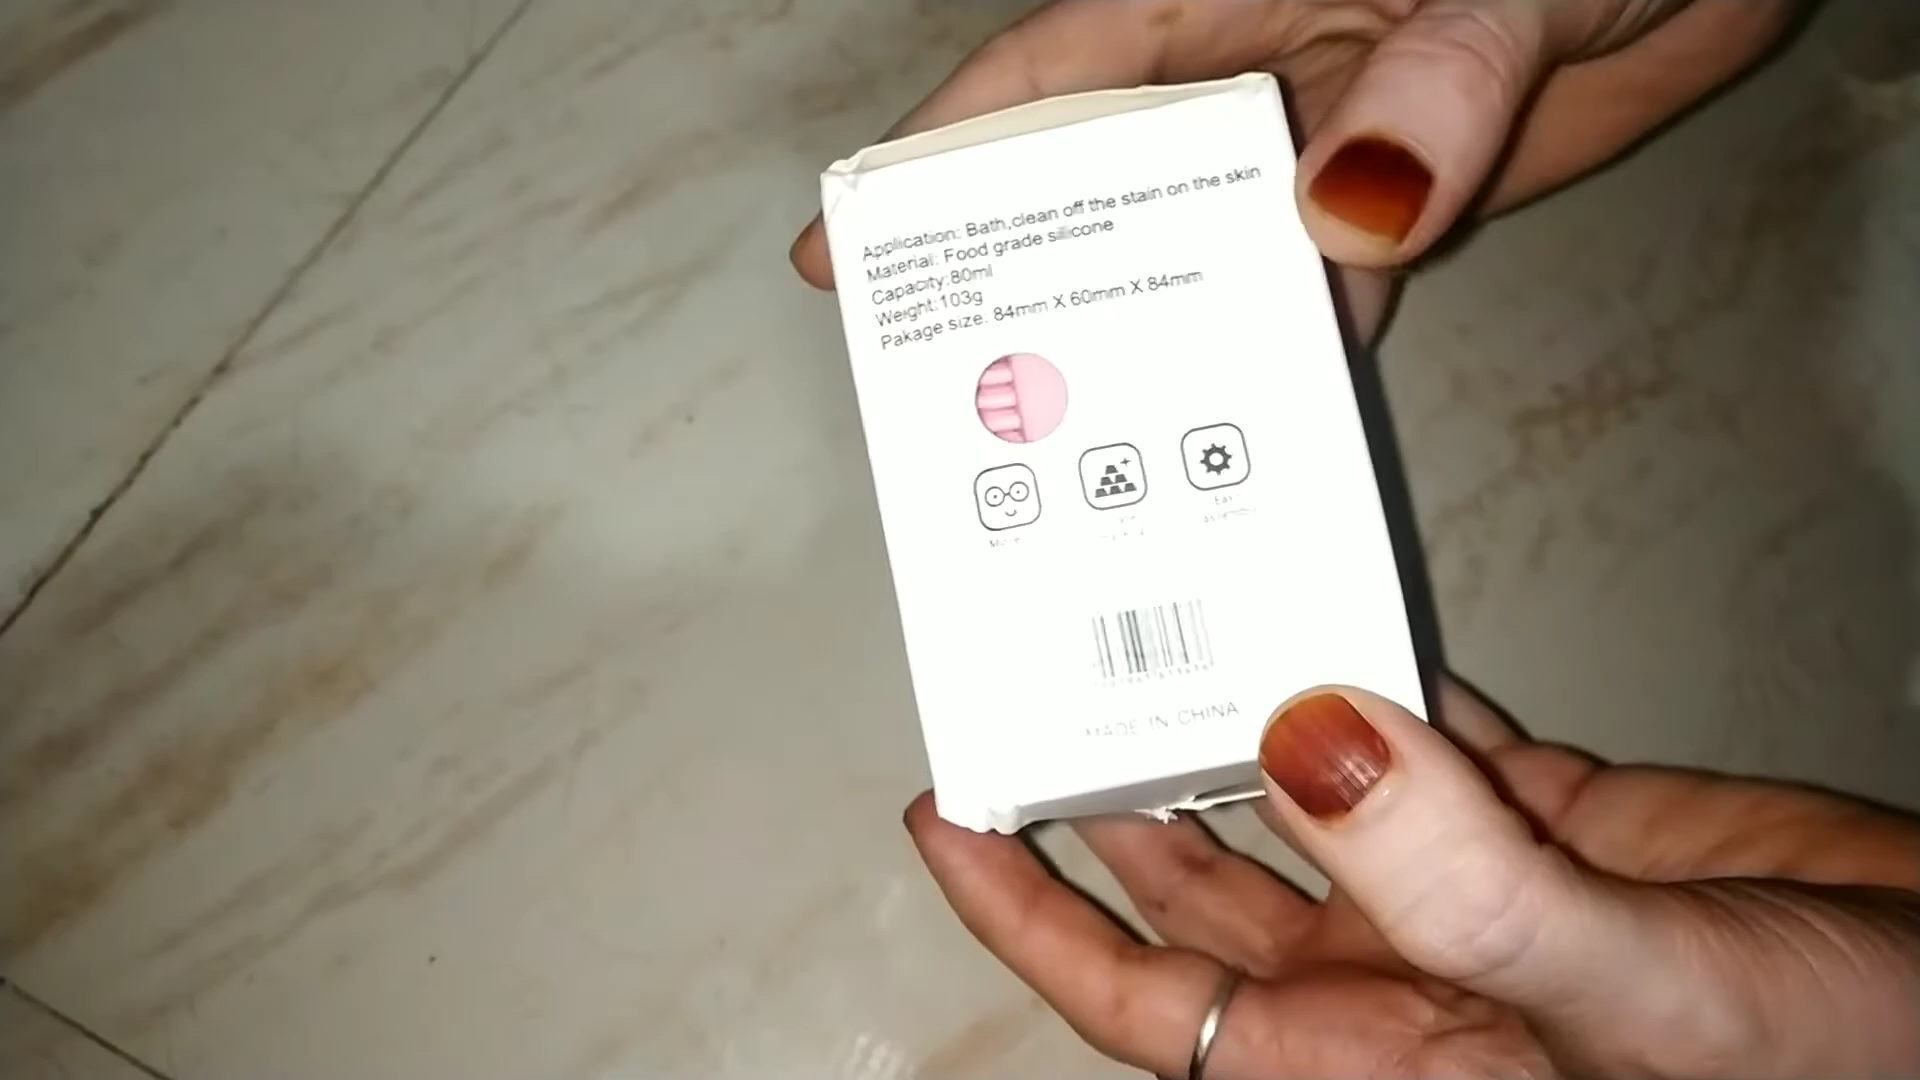 Application: Bath,clean off the stain on the skin
Material: Food grade silicone
Capacity:80ml
Weight:103g
Pakage size: 84mm X 60mm X 84mm
MADE IN CHINA